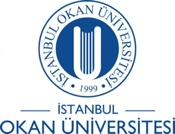 İSTANBUL OKAN ÜNİVERSİTESİ
• 1999 •
İSTANBUL
OKAN ÜNİVERSİTESİ